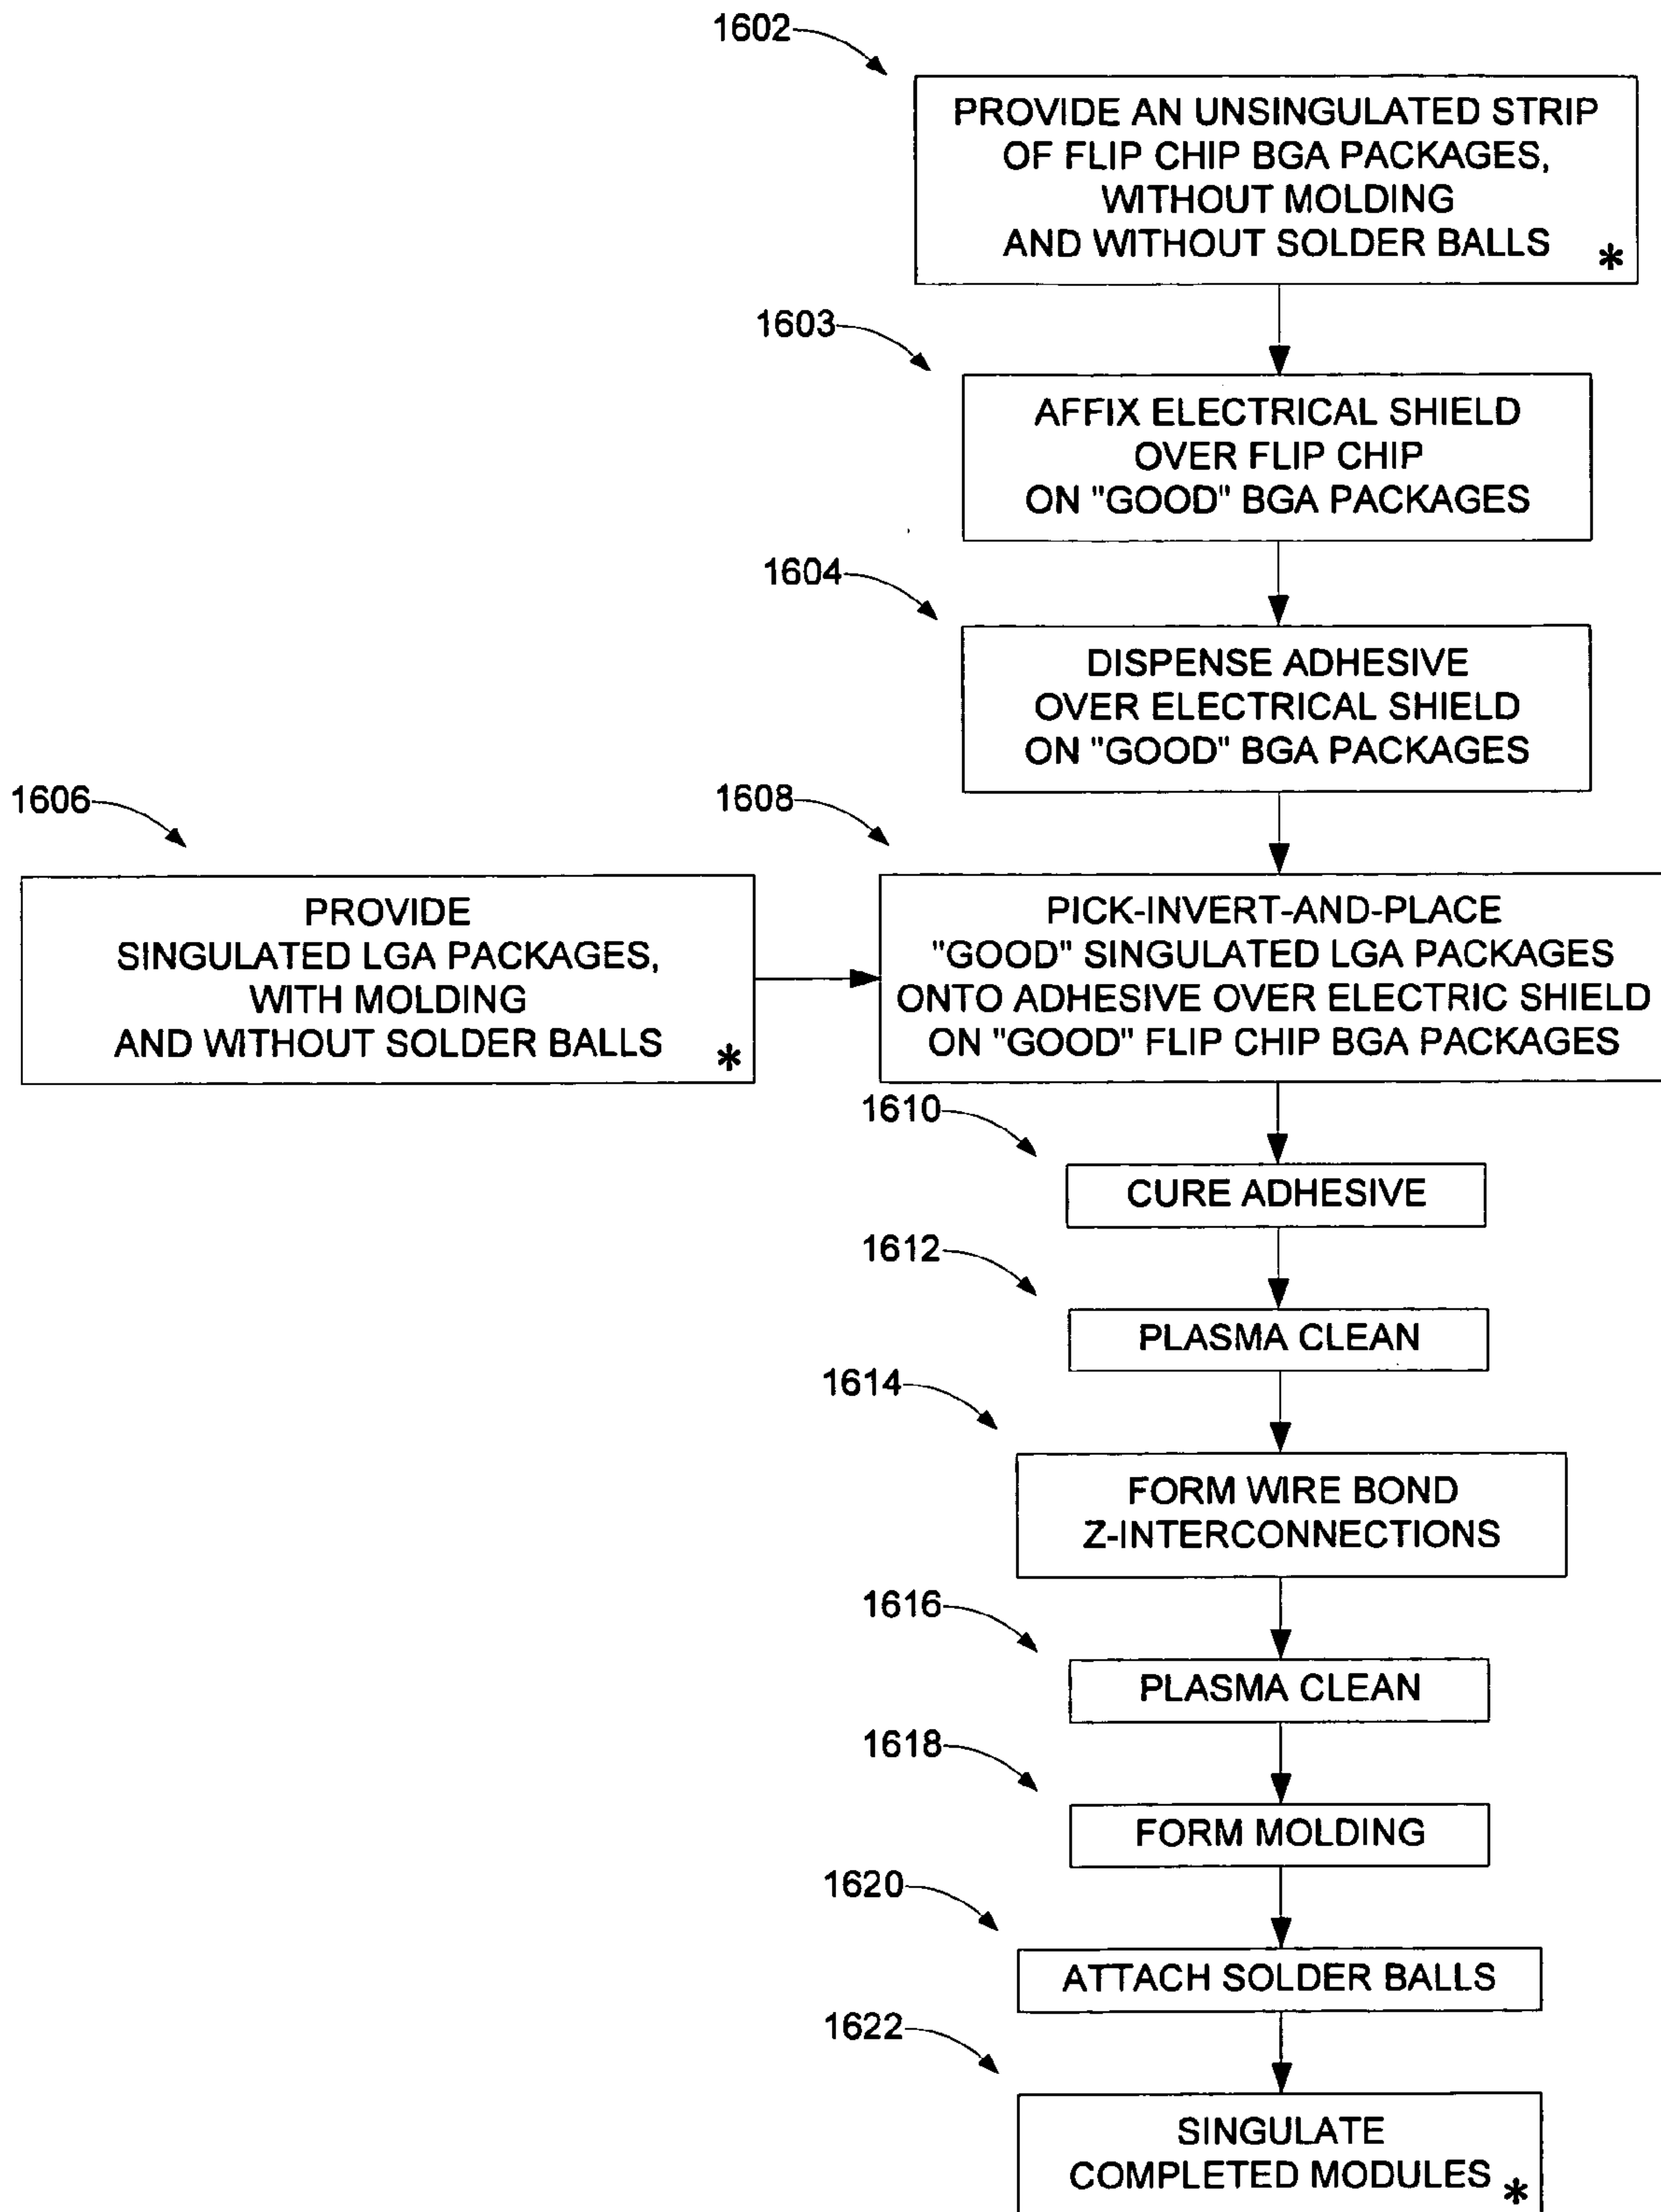 1602
PROVIDE AN UNSINGULATED STRIP
OF FLIP CHIP BGA PACKAGES,
WITHOUT MOLDING
AND WITHOUT SOLDER BALLS *
1603
AFFIX ELECTRICAL SHIELD
OVER FLIP CHIP
ON "GOOD" BGA PACKAGES
1604
DISPENSE ADHESIVE
OVER ELECTRICAL SHIELD
ON "GOOD" BGA PACKAGES
1606
PROVIDE
SINGULATED LGA PACKAGES,
WITH MOLDING
AND WITHOUT SOLDER BALLS *
1608
PICK-INVERT-AND-PLACE
"GOOD" SINGULATED LGA PACKAGES
ONTO ADHESIVE OVER ELECTRIC SHIELD
ON "GOOD" FLIP CHIP BGA PACKAGES
1610
CURE ADHESIVE
1612
PLASMA CLEAN
1614
FORM WIRE BOND
Z-INTERCONNECTIONS
1616
PLASMA CLEAN
1618
FORM MOLDING
1620
ATTACH SOLDER BALLS
1622
SINGULATE
COMPLETED MODULES *